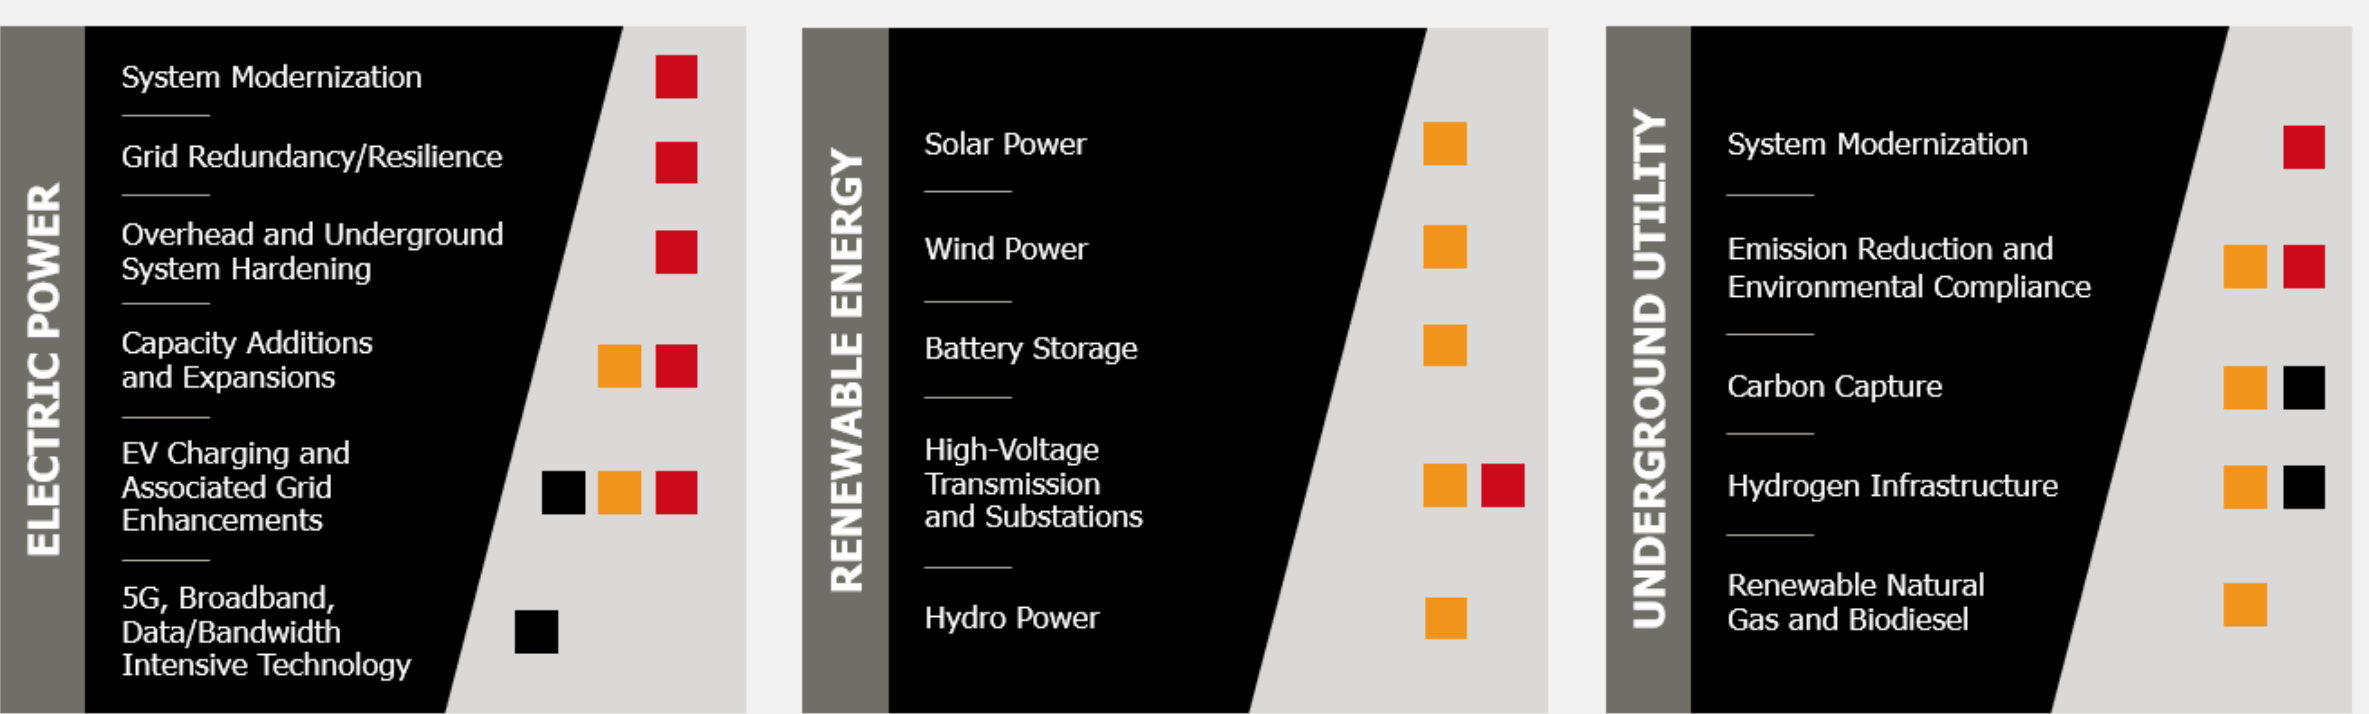 ELECTRIC POWER
System Modernization
Grid Redundancy/Resilience
Overhead and Underground
System Hardening
Capacity Additions
and Expansions
EV Charging and
Associated Grid
Enhancements
5G, Broadband,
Data/Bandwidth
Intensive Technology
RENEWABLE ENERGY
Solar Power
Wind Power
Battery Storage
High-Voltage
Transmission
and Substations
Hydro Power
UNDERGROUND UTILITY
System Modernization
Emission Reduction and
Environmental Compliance
Carbon Capture
Hydrogen Infrastructure
Renewable Natural
Gas and Biodiesel